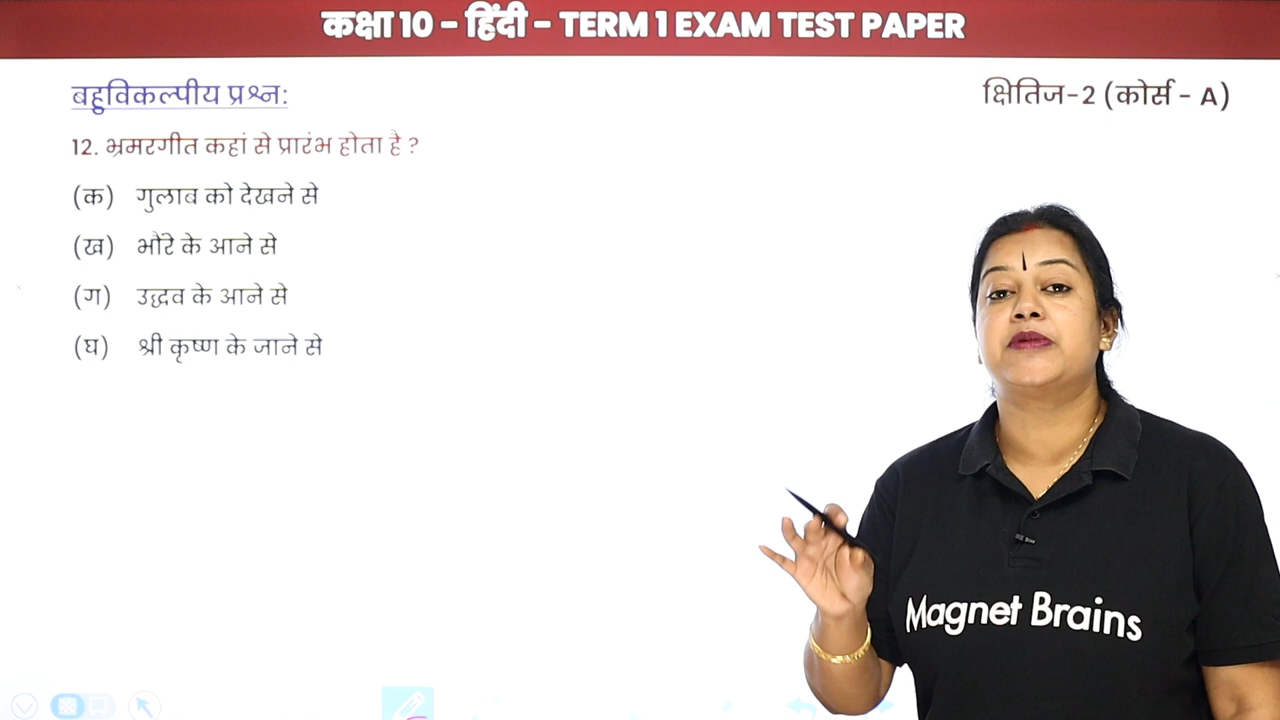 कक्षा 10 - हिंदी - TERM 1 EXAM TEST PAPER
बहुविकल्पीय प्रश्न:
क्षितिज-2 (कोर्स - A)
12. भ्रमरगीत कहां से प्रारंभ होता है ?
(क) गुलाब को देखने से
(ख) भौंरे के आने से
(ग) उद्धव के आने से
(घ) श्री कृष्ण के जाने से
Magnet Brains